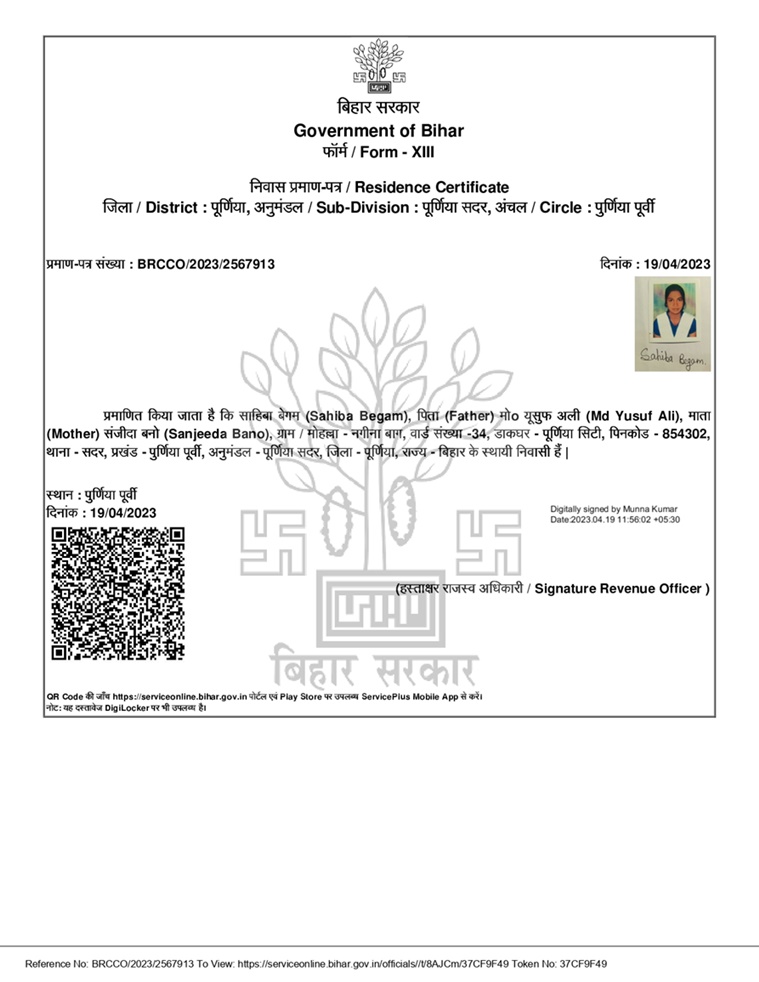 बिहार सरकार
Government of Bihar
फॉर्म / Form - XIII
निवास प्रमाण-पत्र / Residence Certificate
जिला / District : पूर्णिया, अनुमंडल / Sub-Division : पूर्णिया सदर, अंचल / Circle : पुर्णिया पूर्वी
प्रमाण-पत्र संख्या : BRCCO/2023/2567913 दिनांक : 19/04/2023
Sahiba Begam.
प्रमाणित किया जाता है कि साहिबा बेगम (Sahiba Begam), पिता (Father) मो० यूसुफ अली (Md Yusuf Ali), माता
(Mother) संजीदा बनो (Sanjeeda Bano), ग्राम / मोहल्ला - नगीना बाग, वार्ड संख्या -34, डाकघर - पूर्णिया सिटी, पिनकोड - 854302,
थाना - सदर, प्रखंड - पुर्णिया पूर्वी, अनुमंडल - पूर्णिया सदर, जिला - पूर्णिया, राज्य - बिहार के स्थायी निवासी हैं |
स्थान : पुर्णिया पूर्वी
दिनांक : 19/04/2023
Digitally signed by Munna Kumar
Date:2023.04.19 11:56:02 +05:30
(हस्ताक्षर राजस्व अधिकारी / Signature Revenue Officer )
बिहार सरकार
QR Code की जाँच https://serviceonline.bihar.gov.in पोर्टल एवं Play Store पर उपलब्ध ServicePlus Mobile App से करें।
नोट: यह दस्तावेज DigiLocker पर भी उपलब्ध है।
Reference No: BRCCO/2023/2567913 To View: https://serviceonline.bihar.gov.in/officials//t/8AJCm/37CF9F49 Token No: 37CF9F49